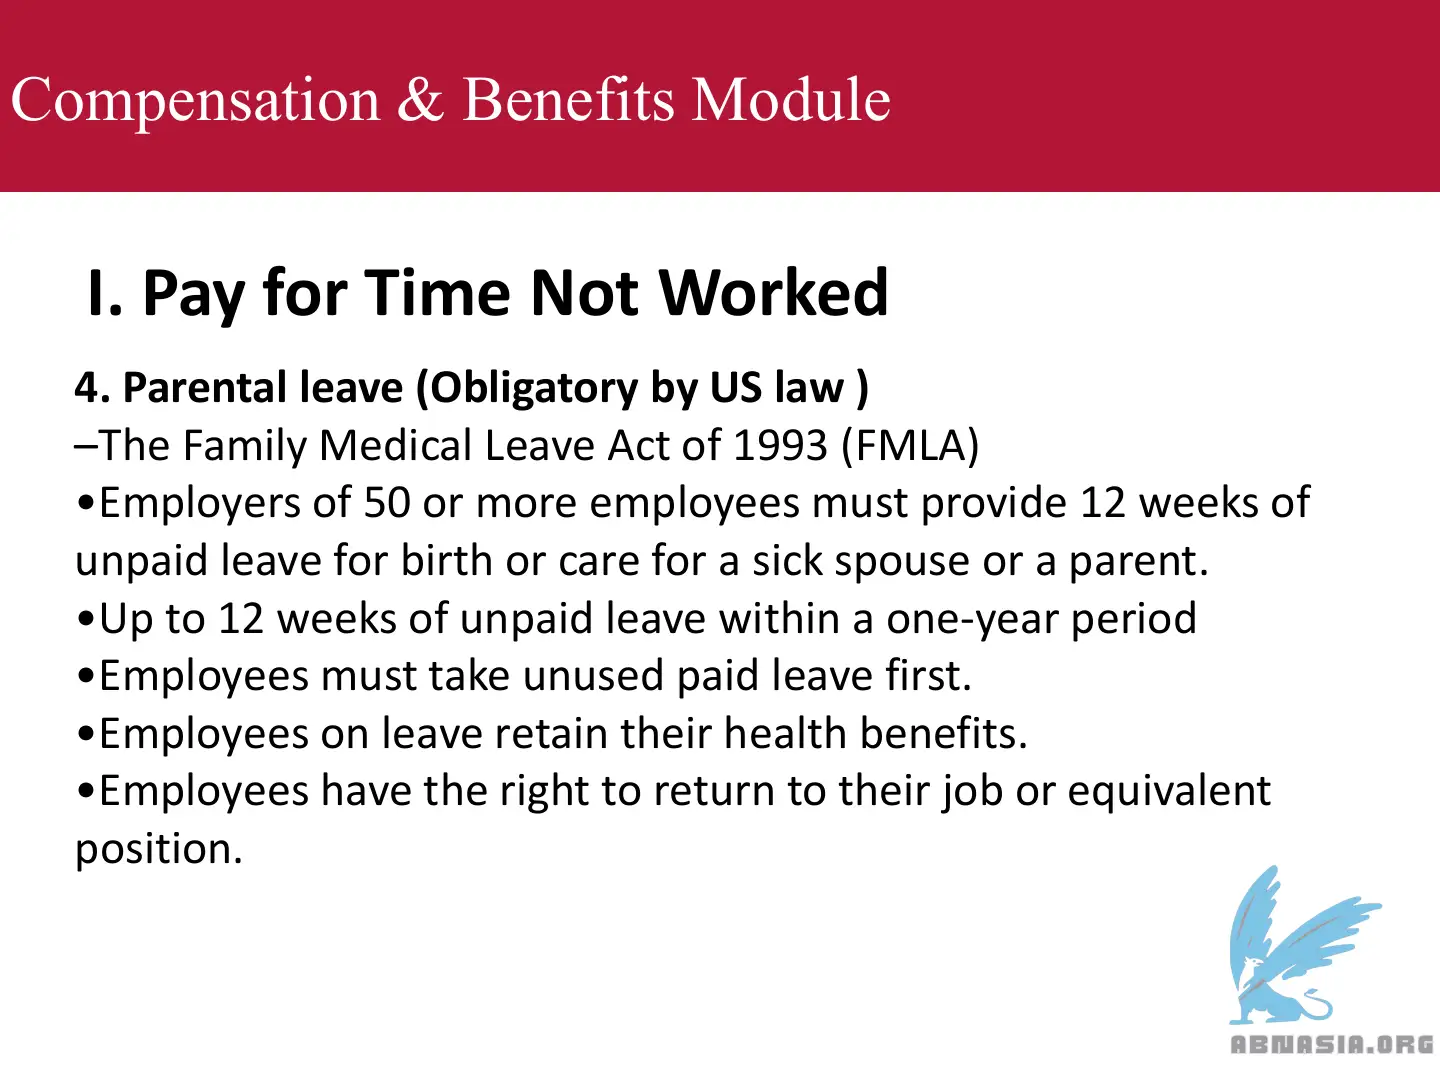 Compensation & Benefits Module
I. Pay for Time Not Worked
4. Parental leave (Obligatory by US law )
–The Family Medical Leave Act of 1993 (FMLA)
•Employers of 50 or more employees must provide 12 weeks of
unpaid leave for birth or care for a sick spouse or a parent.
•Up to 12 weeks of unpaid leave within a one-year period
•Employees must take unused paid leave first.
•Employees on leave retain their health benefits.
•Employees have the right to return to their job or equivalent
position.
ABNASIA.ORG